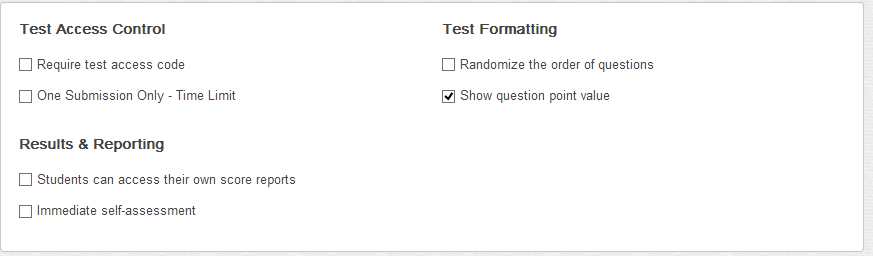 Test Access Control
Require test access code
One Submission Only - Time Limit
Test Formatting
Randomize the order of questions
Show question point value
Results & Reporting
Students can access their own score reports
Immediate self-assessment